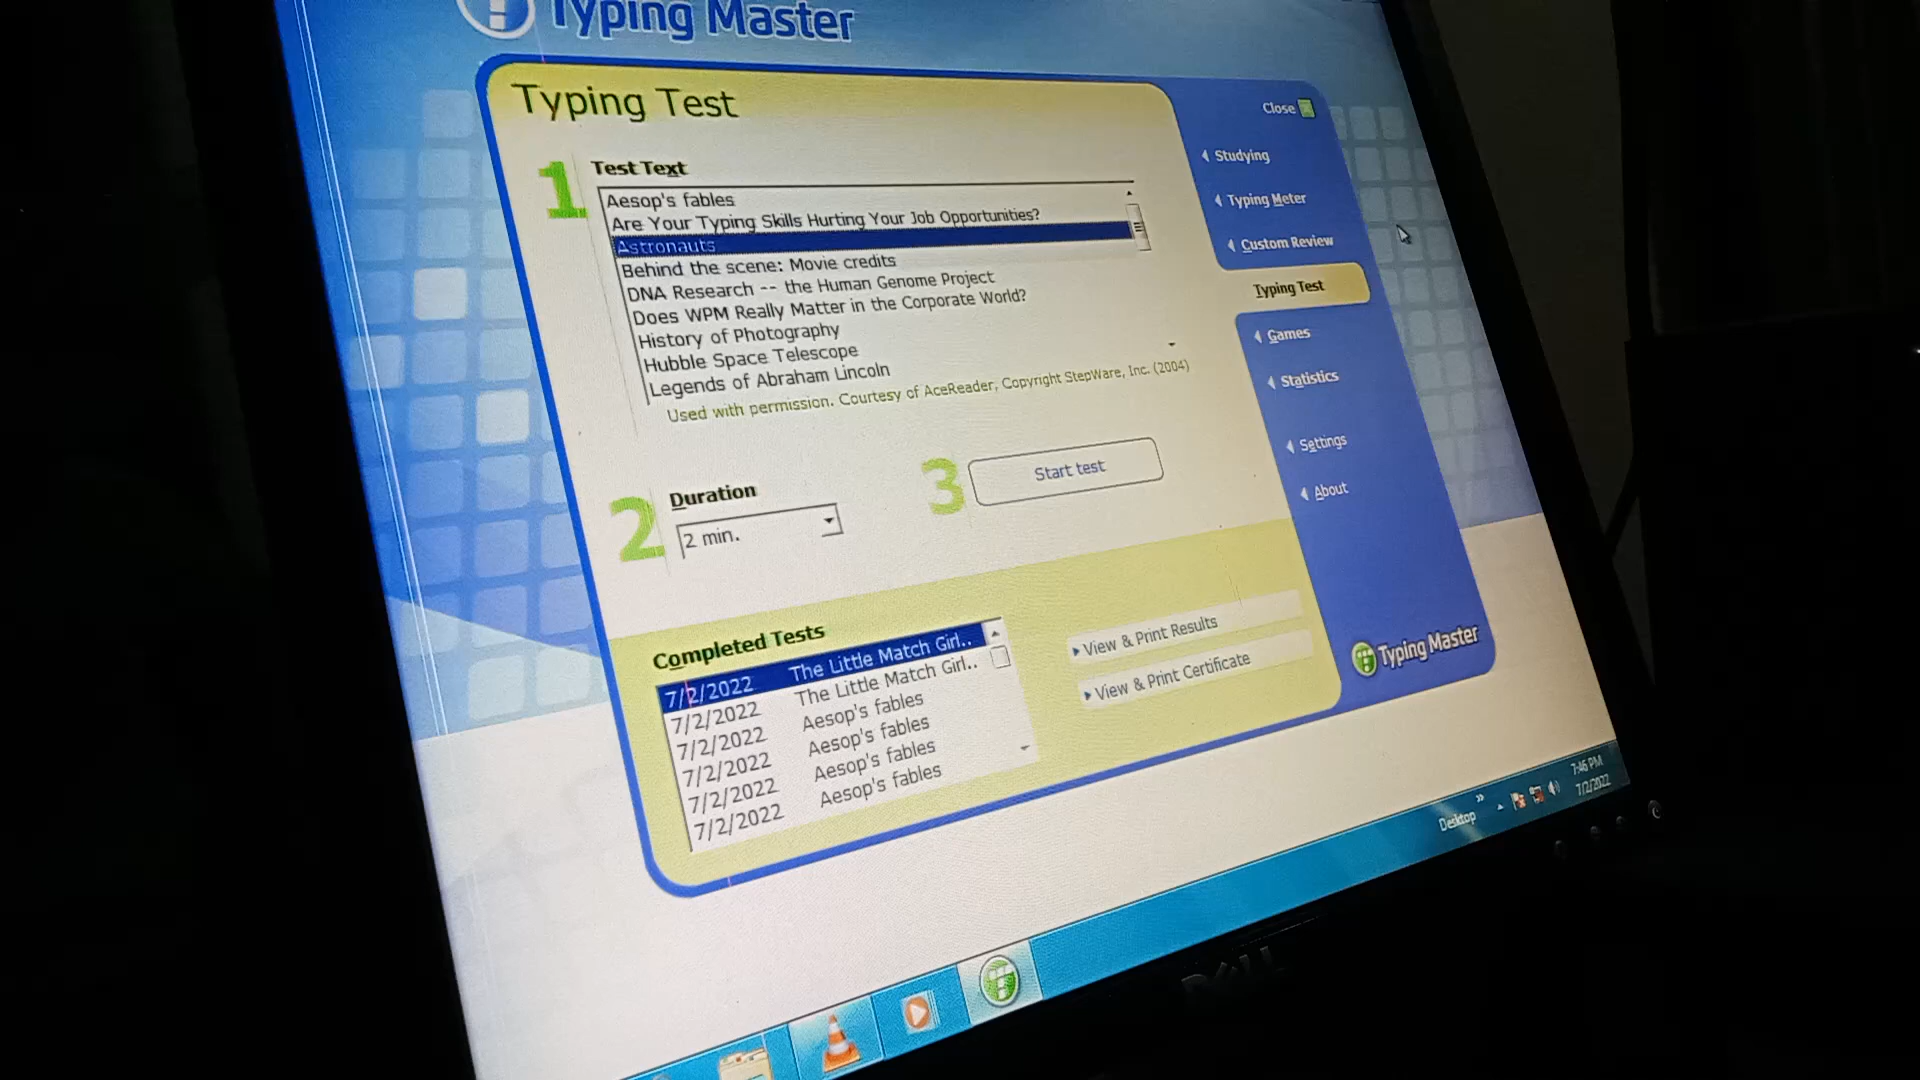 Typing Master
Typing Test
Close
1
Test Text
Aesop's fables
Are Your Typing Skills Hurting Your Job Opportunities?
Astronauts
Behind the scene: Movie credits
DNA Research -- the Human Genome Project
Does WPM Really Matter in the Corporate World?
History of Photography
Hubble Space Telescope
Legends of Abraham Lincoln
Used with permission. Courtesy of AceReader, Copyright StepWare, Inc. (2004)
Studying
Typing Meter
Custom Review
Typing Test
Games
Statistics
Settings
About
2
Duration
2 min.
3
Start test
Completed Tests
7/2/2022 The Little Match Girl..
7/2/2022 The Little Match Girl..
7/2/2022 Aesop's fables
7/2/2022 Aesop's fables
7/2/2022 Aesop's fables
7/2/2022 Aesop's fables
View & Print Results
View & Print Certificate
Typing Master
Desktop
7:46 PM
7/2/2022
DELL